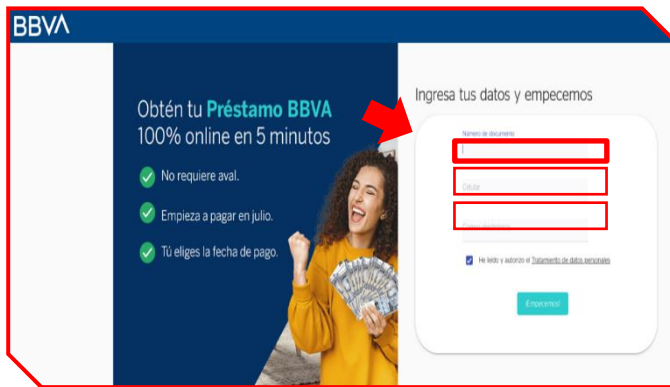 BBVA
Obtén tu Préstamo BBVA
100% online en 5 minutos
No requiere aval.
Empieza a pagar en julio.
Tú eliges la fecha de pago.
Ingresa tus datos y empecemos
Número de documento
Celular
He leído y autorizo el Tratamiento de datos personales
¡Empecemos!